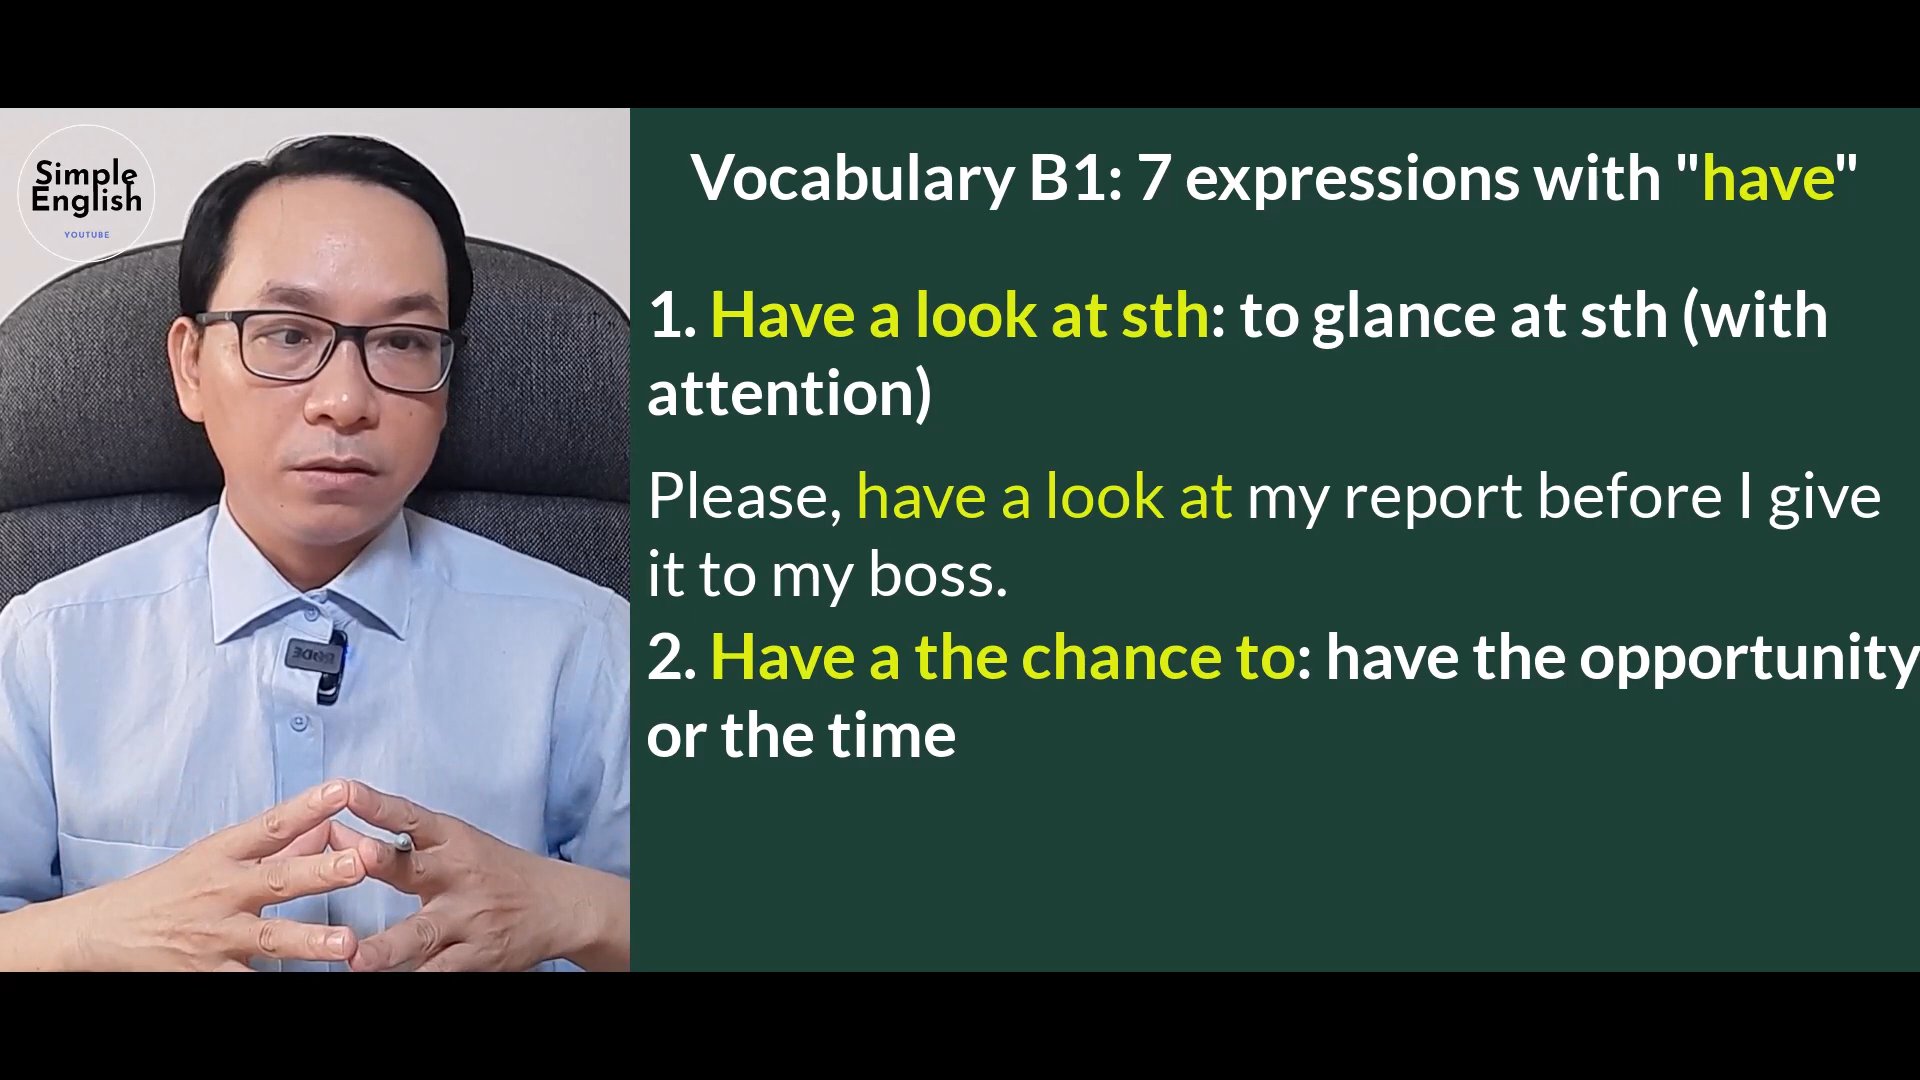 Simple
English
YOUTUBE
Vocabulary B1: 7 expressions with "have"
1. Have a look at sth: to glance at sth (with
attention)
Please, have a look at my report before I give
it to my boss.
2. Have a the chance to: have the opportunity
or the time
RODE